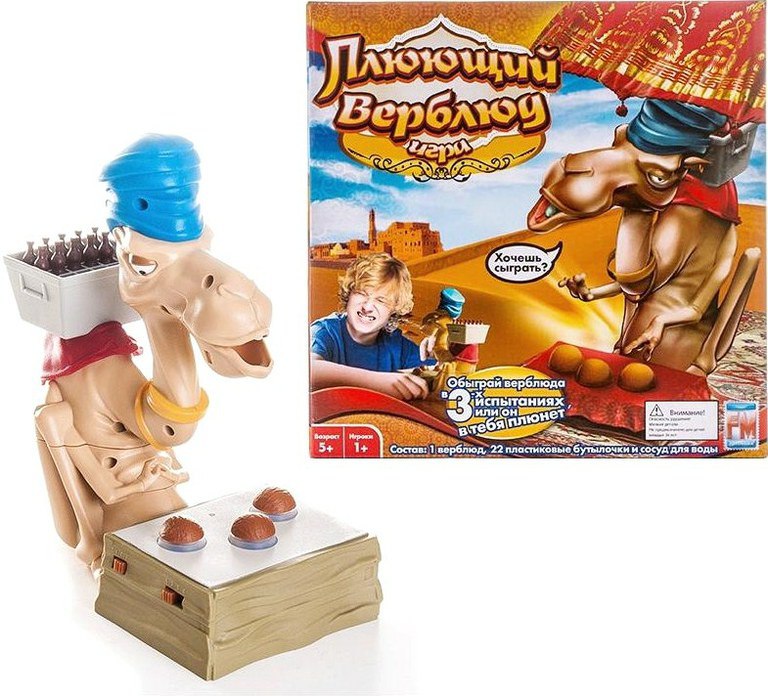 Плюющий
Верблюд
игра
Хочешь
сыграть?
Обыграй верблюда
в 3-х испытаниях
или он
в тебя плюнет
Внимание!
FM
Возраст
5+
Игроки
1+
Состав: 1 верблюд, 22 пластиковые бутылочки и сосуд для воды